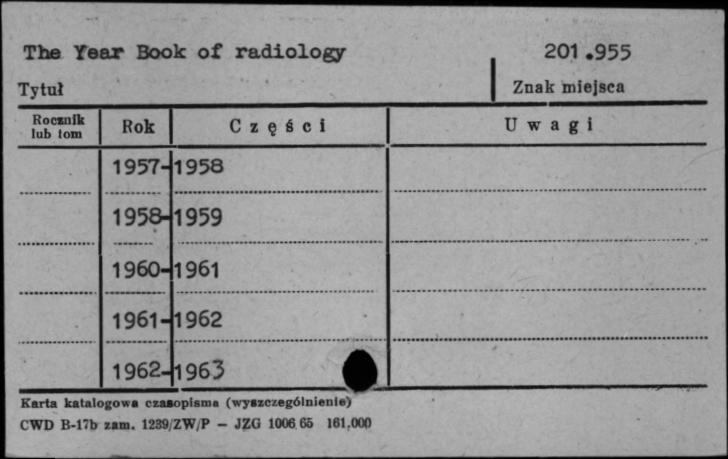 The Year Book of radiology 201.955
Tytuł Znak miejsca
Rocznik lub tom Rok Części Uwagi
1957-1958
1958-1959
1960-1961
1961-1962
1962-1963
Karta katalogowa czasopisma (wyszczególnienie)
CWD B-17b zam. 1239/ZW/P — JZG 1006.65 161.000